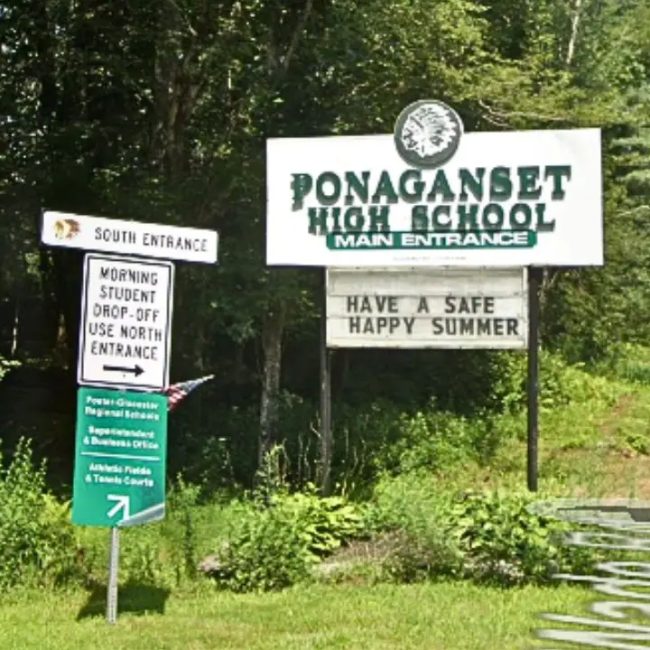 SOUTH ENTRANCE
MORNING
STUDENT
DROP-OFF
USE NORTH
ENTRANCE
Foster-Glocester
Regional Schools
Superintendent
& Business Office
Athletic Fields
& Tennis Courts
PONAGANSET
HIGH SCHOOL
MAIN ENTRANCE
HAVE A SAFE
HAPPY SUMMER